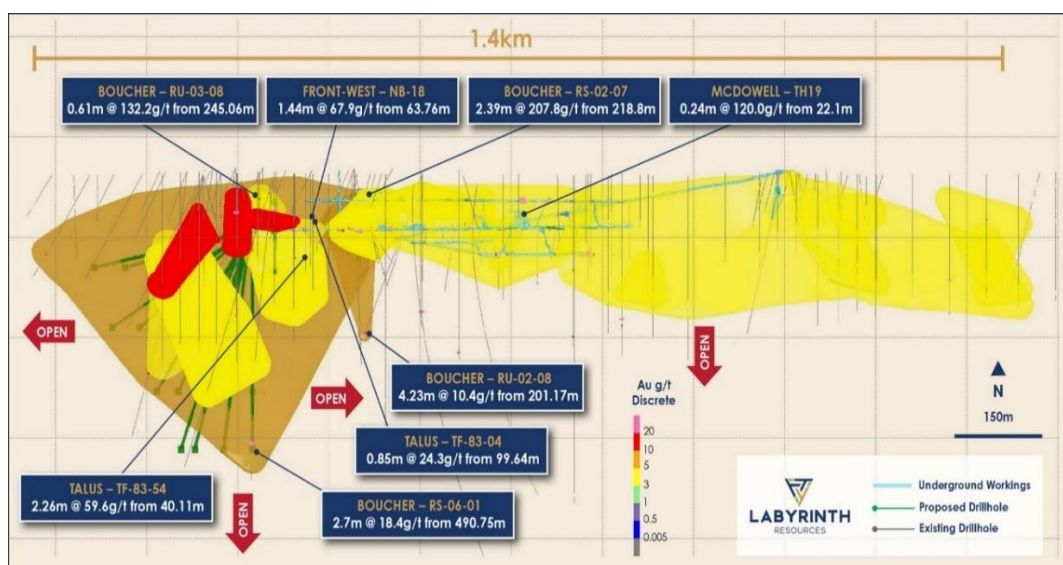 1.4km
BOUCHER – RU-03-08
0.61m @ 132.2g/t from 245.06m
FRONT-WEST – NB-18
1.44m @ 67.9g/t from 63.76m
BOUCHER – RS-02-07
2.39m @ 207.8g/t from 218.8m
MCDOWELL – TH19
0.24m @ 120.0g/t from 22.1m
OPEN
OPEN
OPEN
BOUCHER – RU-02-08
4.23m @ 10.4g/t from 201.17m
TALUS – TF-83-04
0.85m @ 24.3g/t from 99.64m
TALUS – TF-83-54
2.26m @ 59.6g/t from 40.11m
BOUCHER – RS-06-01
2.7m @ 18.4g/t from 490.75m
OPEN
Au g/t
Discrete
20
10
5
3
1
0.5
0.005
N
150m
LABYRINTH
RESOURCES
Underground Workings
Proposed Drillhole
Existing Drillhole